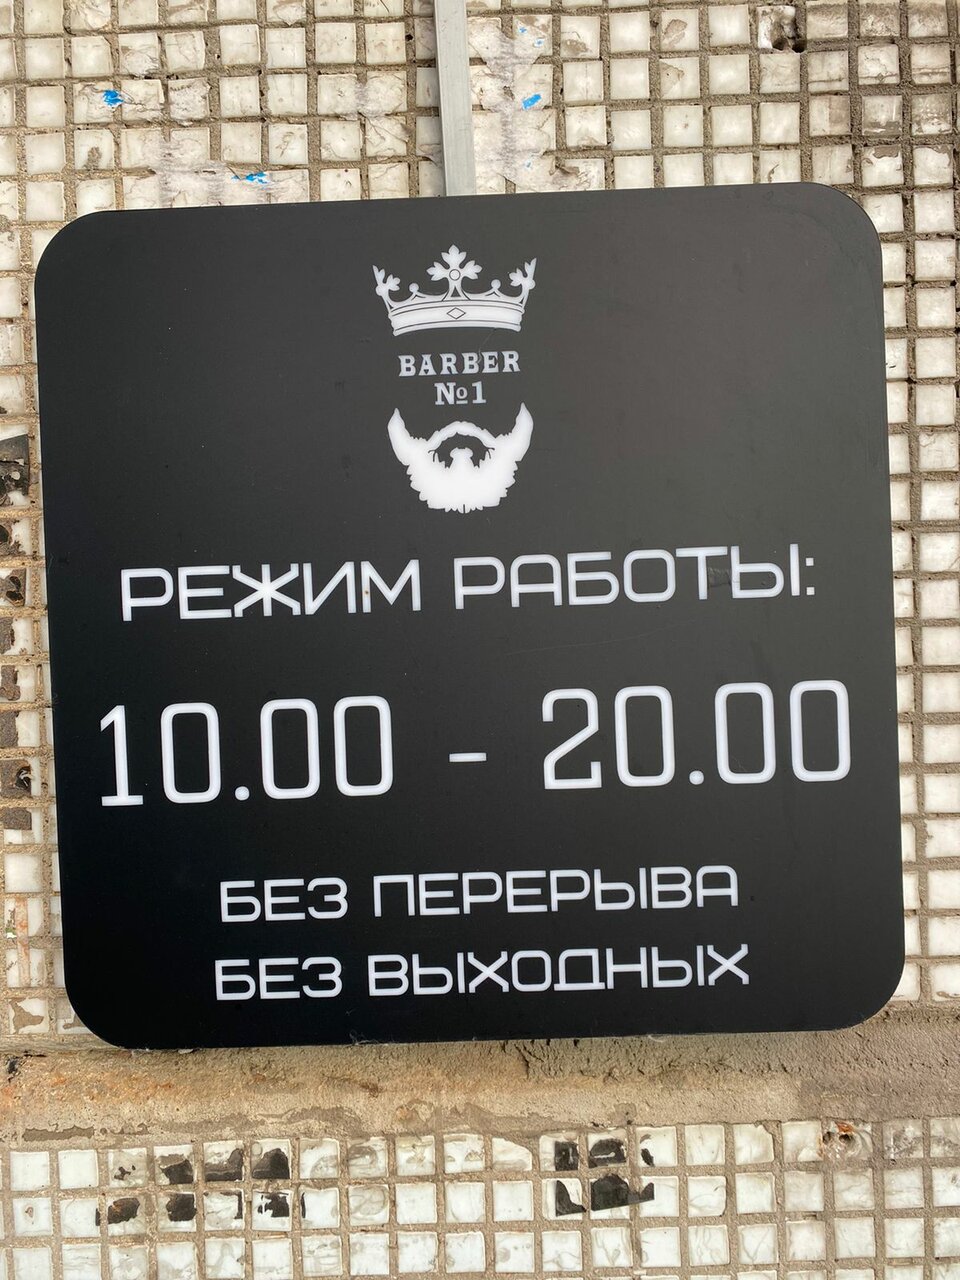 BARBER
№1
РЕЖИМ РАБОТЫ:
10.00 - 20.00
БЕЗ ПЕРЕРЫВА
БЕЗ ВЫХОДНЫХ